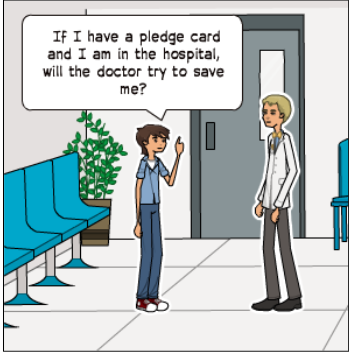 If I have a pledge card
and I am in the hospital,
will the doctor try to save
me?